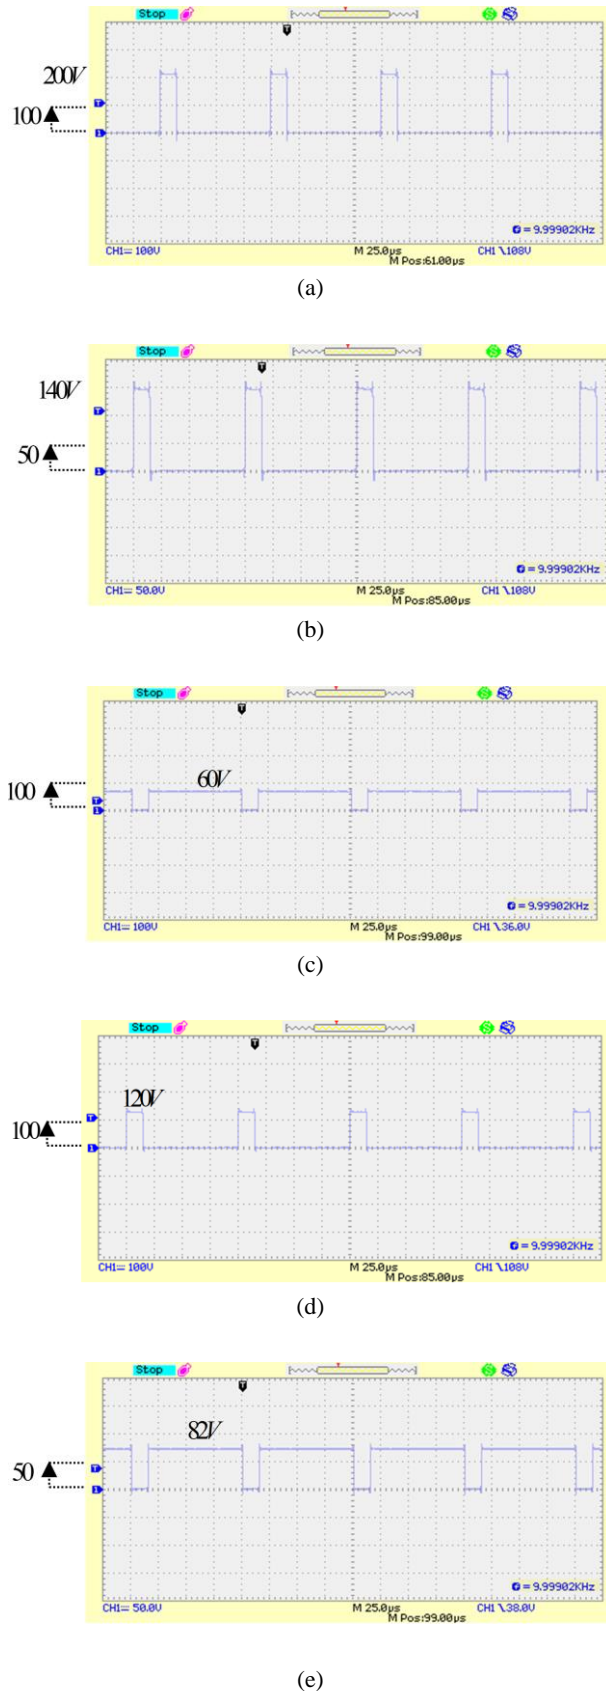 Stop
200V
100
f = 9.99902KHz
CH1= 100V M 25.0µs CH1 \108V
M Pos:61.00µs
(a)
Stop
140V
50
f = 9.99902KHz
CH1= 50.0V M 25.0µs CH1 \108V
M Pos:85.00µs
(b)
Stop
100
60V
f = 9.99902KHz
CH1= 100V M 25.0µs CH1 \36.0V
M Pos:99.00µs
(c)
Stop
120V
100
f = 9.99902KHz
CH1= 100V M 25.0µs CH1 \108V
M Pos:85.00µs
(d)
Stop
82V
50
f = 9.99902KHz
CH1= 50.0V M 25.0µs CH1 \38.0V
M Pos:99.00µs
(e)